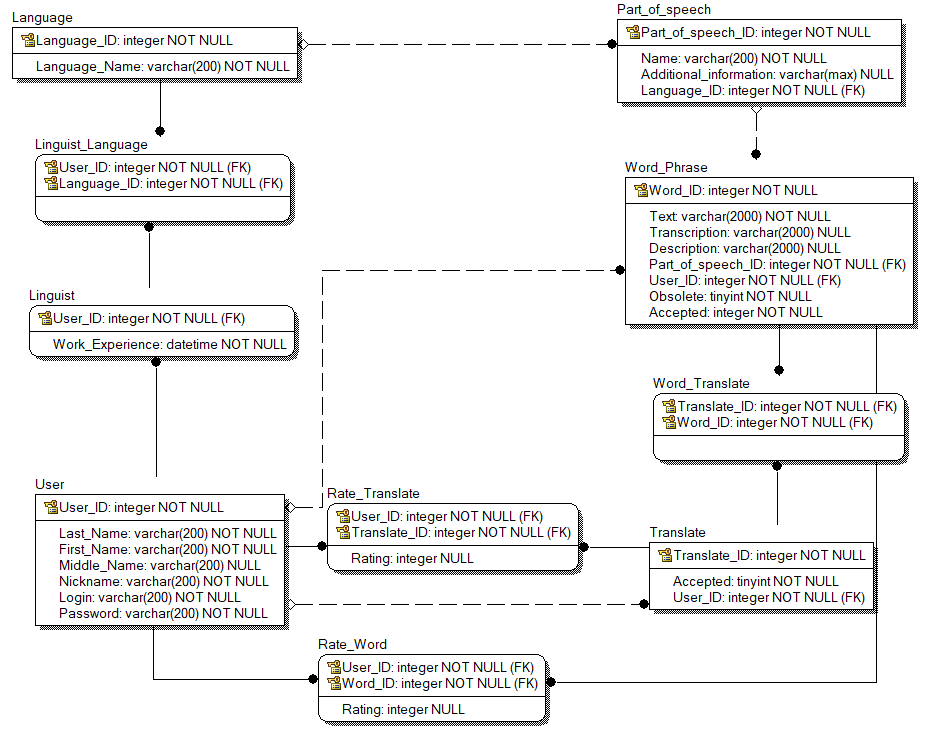 Language
Language_ID: integer NOT NULL
Language_Name: varchar(200) NOT NULL
Part_of_speech
Part_of_speech_ID: integer NOT NULL
Name: varchar(200) NOT NULL
Additional_information: varchar(max) NULL
Language_ID: integer NOT NULL (FK)
Linguist_Language
User_ID: integer NOT NULL (FK)
Language_ID: integer NOT NULL (FK)
Word_Phrase
Word_ID: integer NOT NULL
Text: varchar(2000) NOT NULL
Transcription: varchar(2000) NULL
Description: varchar(2000) NULL
Part_of_speech_ID: integer NOT NULL (FK)
User_ID: integer NOT NULL (FK)
Obsolete: tinyint NOT NULL
Accepted: integer NOT NULL
Linguist
User_ID: integer NOT NULL (FK)
Work_Experience: datetime NOT NULL
Word_Translate
Translate_ID: integer NOT NULL (FK)
Word_ID: integer NOT NULL (FK)
User
User_ID: integer NOT NULL
Last_Name: varchar(200) NOT NULL
First_Name: varchar(200) NOT NULL
Middle_Name: varchar(200) NULL
Nickname: varchar(200) NOT NULL
Login: varchar(200) NOT NULL
Password: varchar(200) NOT NULL
Rate_Translate
User_ID: integer NOT NULL (FK)
Translate_ID: integer NOT NULL (FK)
Rating: integer NULL
Translate
Translate_ID: integer NOT NULL
Accepted: tinyint NOT NULL
User_ID: integer NOT NULL (FK)
Rate_Word
User_ID: integer NOT NULL (FK)
Word_ID: integer NOT NULL (FK)
Rating: integer NULL